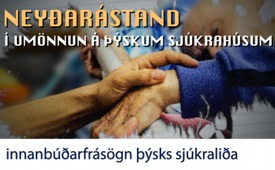 NEYÐARÁSTAND
Í UMÖNNUN Á ÞÝSKUM SJÚKRAHÚSUM
innanbúðarfrásögn þýsks sjúkraliða